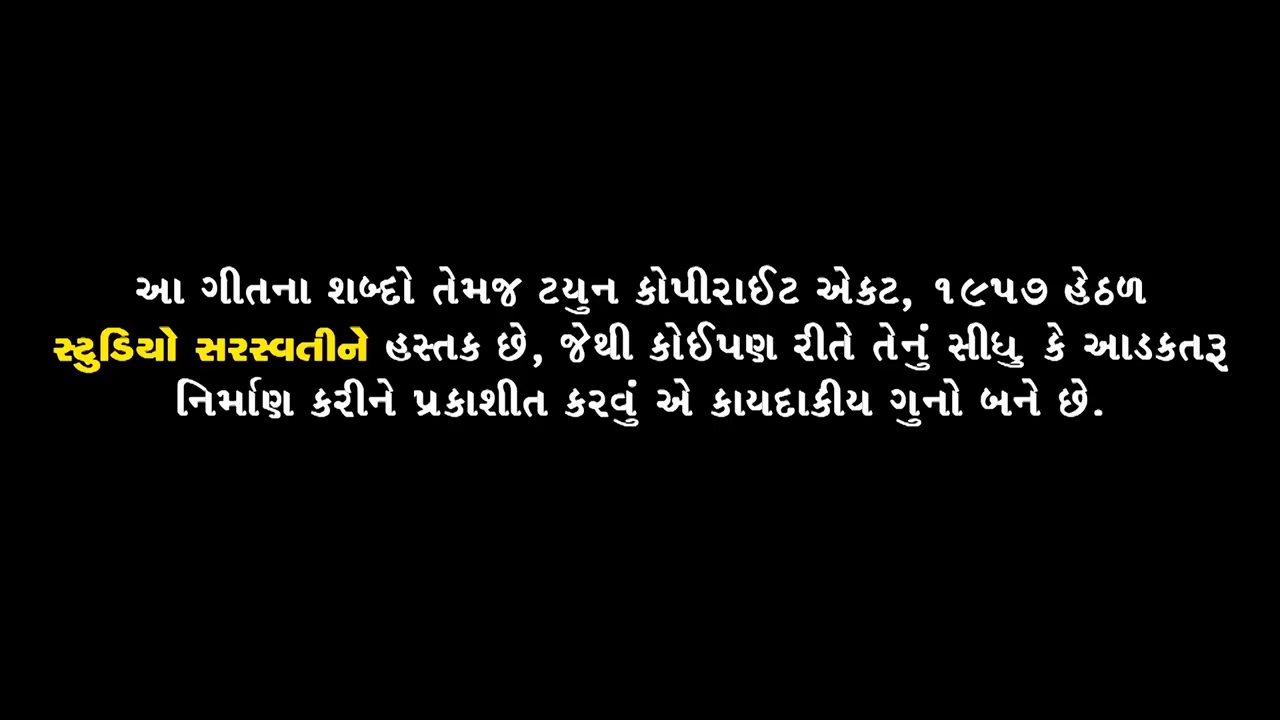 આ ગીતના શબ્દો તેમજ ટયુન કોપીરાઈટ એકટ, ૧૯૫૭ હેઠળ
સ્ટુડિયો સરસ્વતીને હસ્તક છે, જેથી કોઈપણ રીતે તેનું સીધુ કે આડકતરૂ
નિર્માણ કરીને પ્રકાશીત કરવું એ કાયદાકીય ગુનો બને છે.